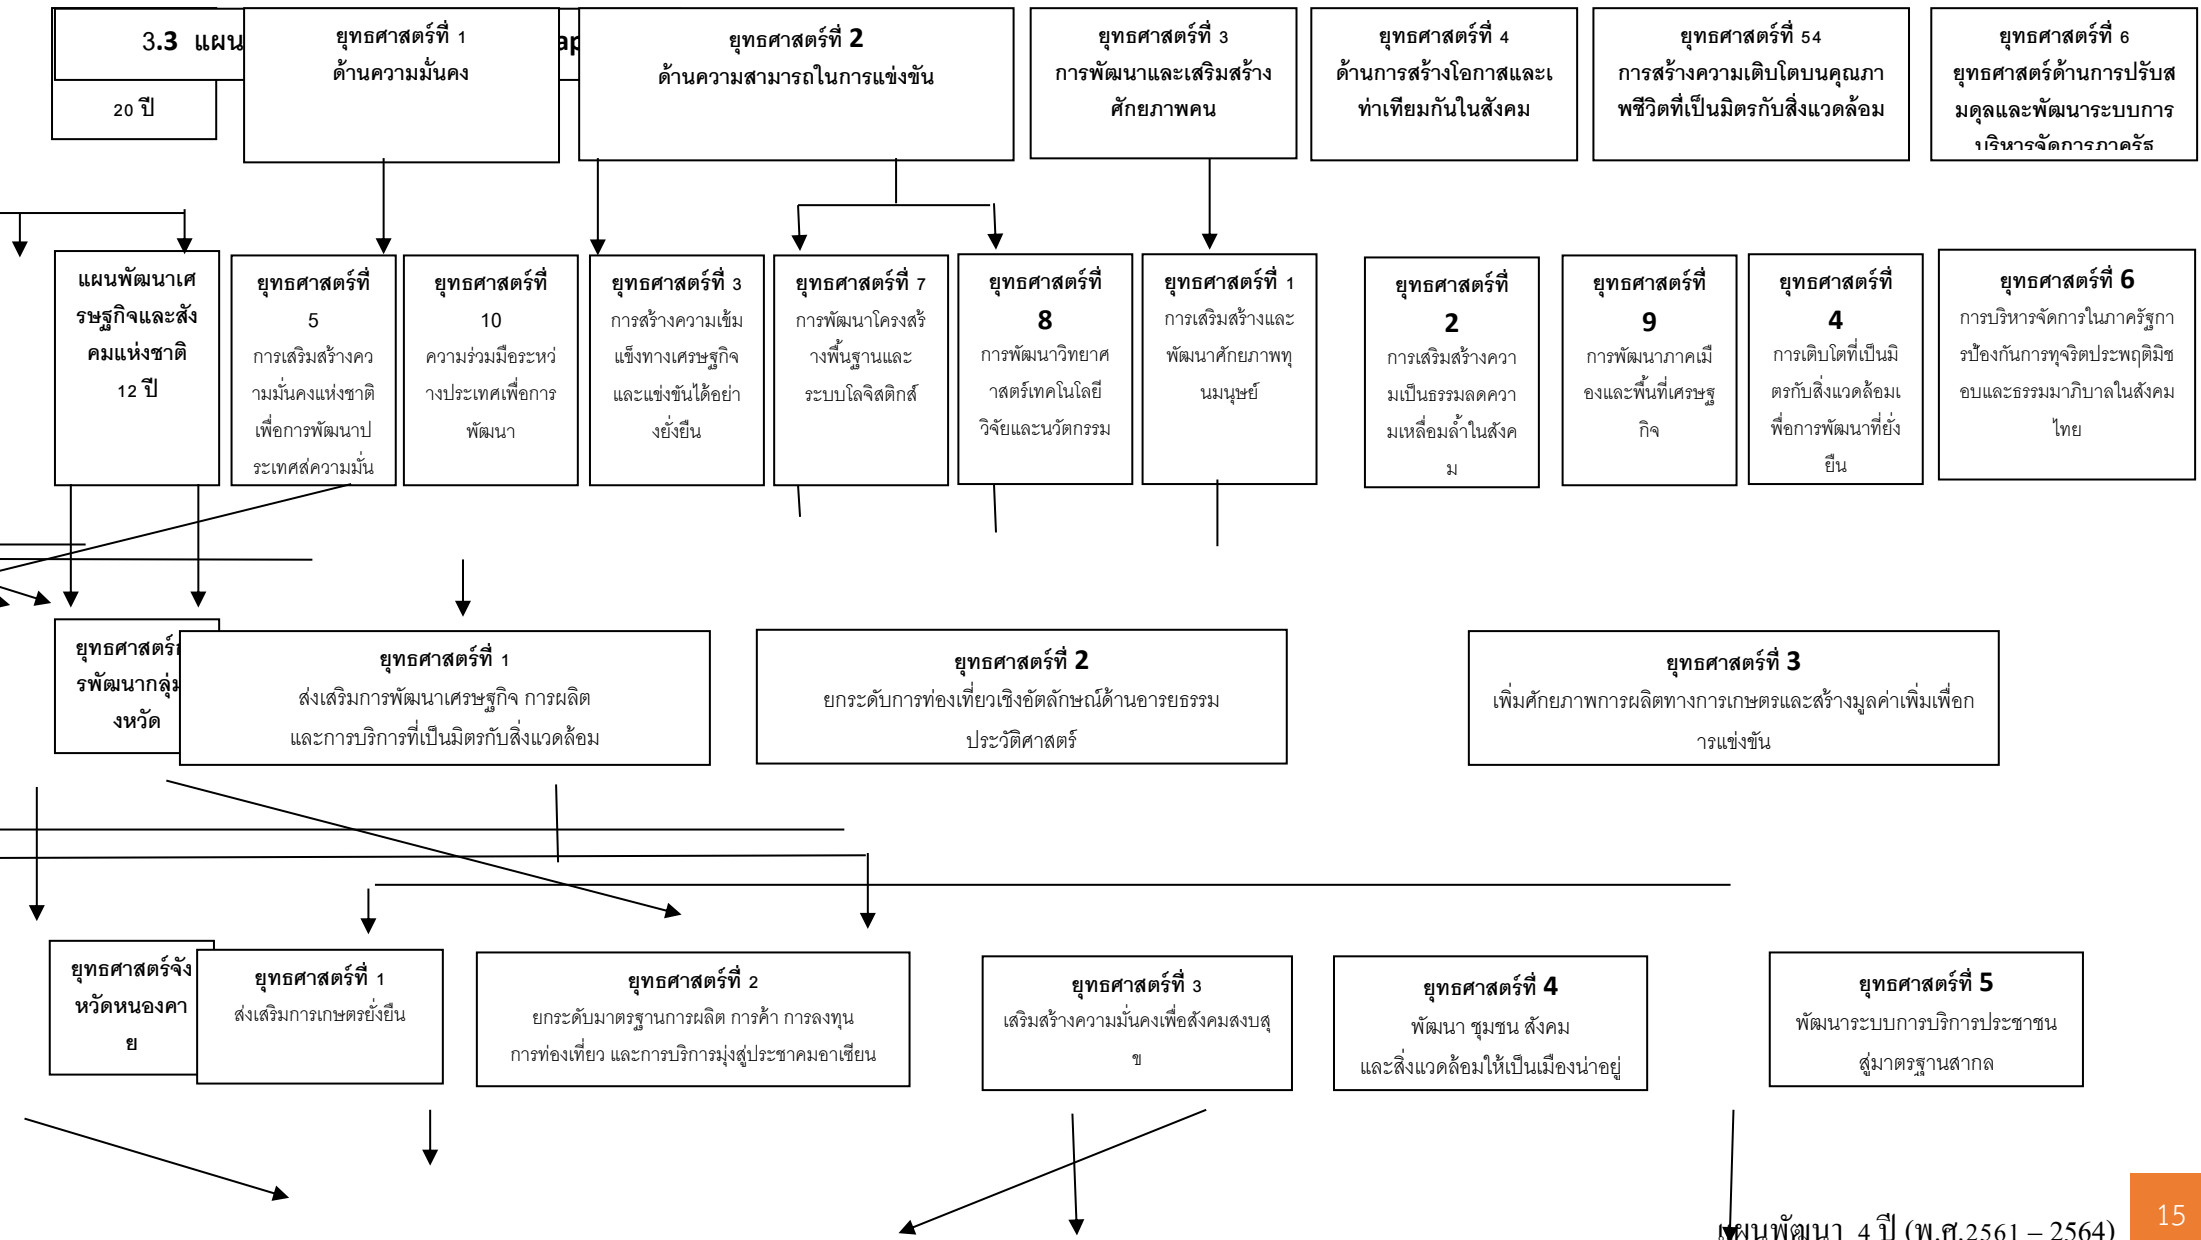 3.3 แผน
20 ปี
ยุทธศาสตร์ที่ 1
ด้านความมั่นคง
ap
ยุทธศาสตร์ที่ 2
ด้านความสามารถในการแข่งขัน
ยุทธศาสตร์ที่ 3
การพัฒนาและเสริมสร้าง
ศักยภาพคน
ยุทธศาสตร์ที่ 4
ด้านการสร้างโอกาสและเ
ท่าเทียมกันในสังคม
ยุทธศาสตร์ที่ 54
การสร้างความเติบโตบนคุณภา
พชีวิตที่เป็นมิตรกับสิ่งแวดล้อม
ยุทธศาสตร์ที่ 6
ยุทธศาสตร์ด้านการปรับส
มดุลและพัฒนาระบบการ
บริหารจัดการภาครัฐ
แผนพัฒนาเศ
รษฐกิจและสัง
คมแห่งชาติ
12 ปี
ยุทธศาสตร์ที่
5
การเสริมสร้างคว
ามมั่นคงแห่งชาติ
เพื่อการพัฒนาป
ระเทศสู่ความมั่น
ยุทธศาสตร์ที่
10
ความร่วมมือระหว่
างประเทศเพื่อการ
พัฒนา
ยุทธศาสตร์ที่ 3
การสร้างความเข้ม
แข็งทางเศรษฐกิจ
และแข่งขันได้อย่า
งยั่งยืน
ยุทธศาสตร์ที่ 7
การพัฒนาโครงสร้
างพื้นฐานและ
ระบบโลจิสติกส์
ยุทธศาสตร์ที่
8
การพัฒนาวิทยาศ
าสตร์เทคโนโลยี
วิจัยและนวัตกรรม
ยุทธศาสตร์ที่ 1
การเสริมสร้างและ
พัฒนาศักยภาพทุ
นมนุษย์
ยุทธศาสตร์ที่
2
การเสริมสร้างควา
มเป็นธรรมลดควา
มเหลื่อมล้ำในสังค
ม
ยุทธศาสตร์ที่
9
การพัฒนาภาคเมื
องและพื้นที่เศรษฐ
กิจ
ยุทธศาสตร์ที่
4
การเติบโตที่เป็นมิ
ตรกับสิ่งแวดล้อมเ
พื่อการพัฒนาที่ยั่ง
ยืน
ยุทธศาสตร์ที่ 6
การบริหารจัดการในภาครัฐกา
รป้องกันการทุจริตประพฤติมิช
อบและธรรมมาภิบาลในสังคม
ไทย
ยุทธศาสตร์
รพัฒนากลุ่ม
งหวัด
ยุทธศาสตร์ที่ 1
ส่งเสริมการพัฒนาเศรษฐกิจ การผลิต
และการบริการที่เป็นมิตรกับสิ่งแวดล้อม
ยุทธศาสตร์ที่ 2
ยกระดับการท่องเที่ยวเชิงอัตลักษณ์ด้านอารยธรรม
ประวัติศาสตร์
ยุทธศาสตร์ที่ 3
เพิ่มศักยภาพการผลิตทางการเกษตรและสร้างมูลค่าเพิ่มเพื่อก
ารแข่งขัน
ยุทธศาสตร์จัง
หวัดหนองคา
ย
ยุทธศาสตร์ที่ 1
ส่งเสริมการเกษตรยั่งยืน
ยุทธศาสตร์ที่ 2
ยกระดับมาตรฐานการผลิต การค้า การลงทุน
การท่องเที่ยว และการบริการมุ่งสู่ประชาคมอาเซียน
ยุทธศาสตร์ที่ 3
เสริมสร้างความมั่นคงเพื่อสังคมสงบสุ
ข
ยุทธศาสตร์ที่ 4
พัฒนา ชุมชน สังคม
และสิ่งแวดล้อมให้เป็นเมืองน่าอยู่
ยุทธศาสตร์ที่ 5
พัฒนาระบบการบริการประชาชน
สู่มาตรฐานสากล
แผนพัฒนา 4 ปี (พ.ศ.2561 – 2564)
15